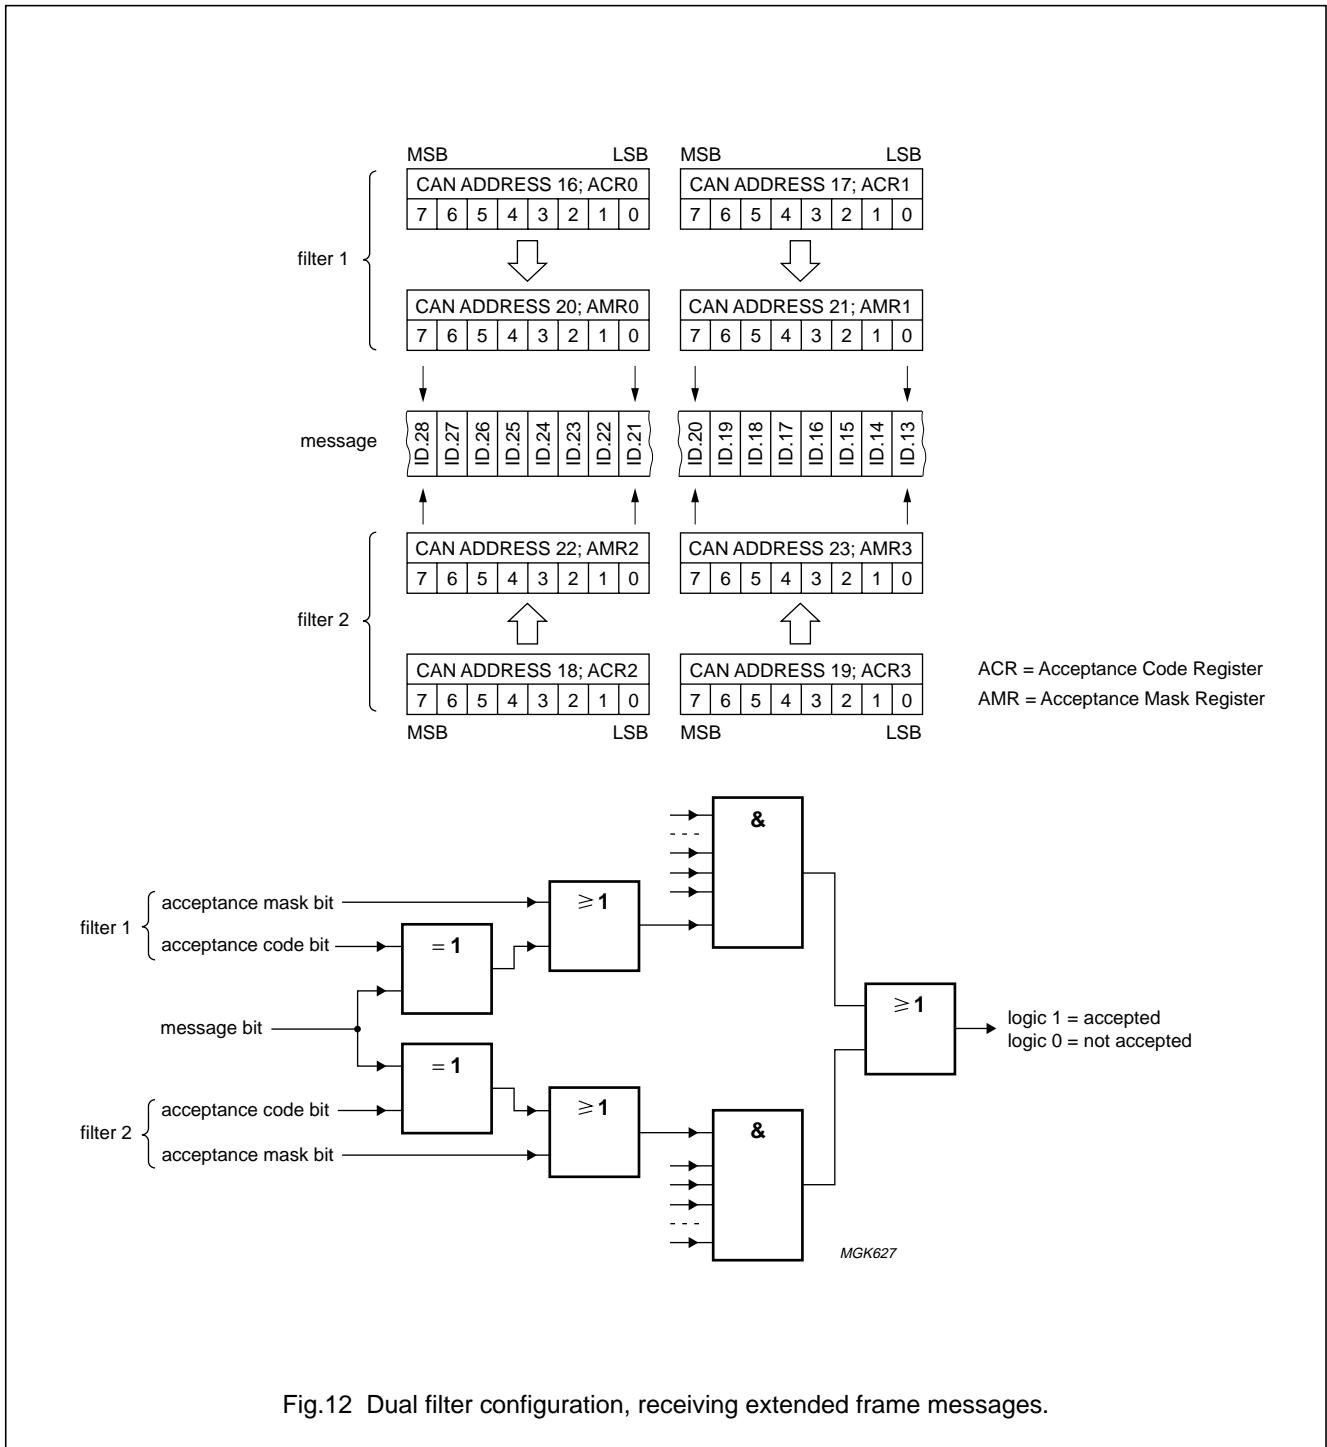 MSB LSB MSB LSB
CAN ADDRESS 16; ACR0 CAN ADDRESS 17; ACR1
7 6 5 4 3 2 1 0 7 6 5 4 3 2 1 0
filter 1
CAN ADDRESS 20; AMR0 CAN ADDRESS 21; AMR1
7 6 5 4 3 2 1 0 7 6 5 4 3 2 1 0
message ID.28 ID.27 ID.26 ID.25 ID.24 ID.23 ID.22 ID.21 ID.20 ID.19 ID.18 ID.17 ID.16 ID.15 ID.14 ID.13
CAN ADDRESS 22; AMR2 CAN ADDRESS 23; AMR3
7 6 5 4 3 2 1 0 7 6 5 4 3 2 1 0
filter 2
CAN ADDRESS 18; ACR2 CAN ADDRESS 19; ACR3 ACR = Acceptance Code Register
7 6 5 4 3 2 1 0 7 6 5 4 3 2 1 0 AMR = Acceptance Mask Register
MSB LSB MSB LSB
&
acceptance mask bit ≥ 1
filter 1
acceptance code bit = 1
≥ 1
message bit logic 1 = accepted
logic 0 = not accepted
= 1
acceptance code bit ≥ 1
filter 2 &
acceptance mask bit
MGK627
Fig.12 Dual filter configuration, receiving extended frame messages.